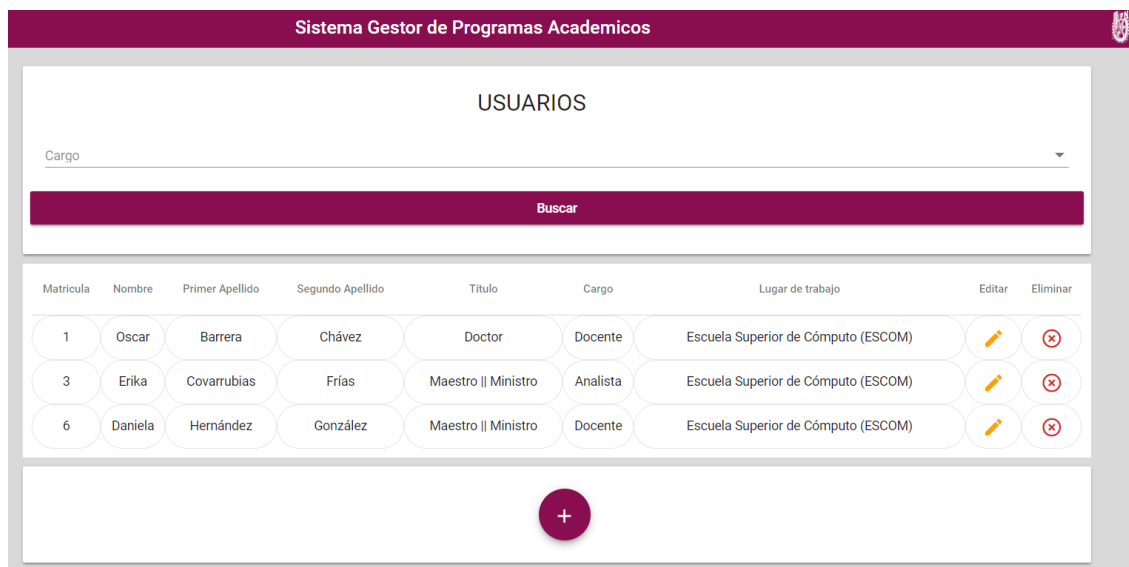 Sistema Gestor de Programas Academicos
USUARIOS
Cargo
Buscar
Matricula Nombre Primer Apellido Segundo Apellido Título Cargo Lugar de trabajo Editar Eliminar
1 Oscar Barrera Chávez Doctor Docente Escuela Superior de Cómputo (ESCOM)
3 Erika Covarrubias Frías Maestro || Ministro Analista Escuela Superior de Cómputo (ESCOM)
6 Daniela Hernández González Maestro || Ministro Docente Escuela Superior de Cómputo (ESCOM)
+